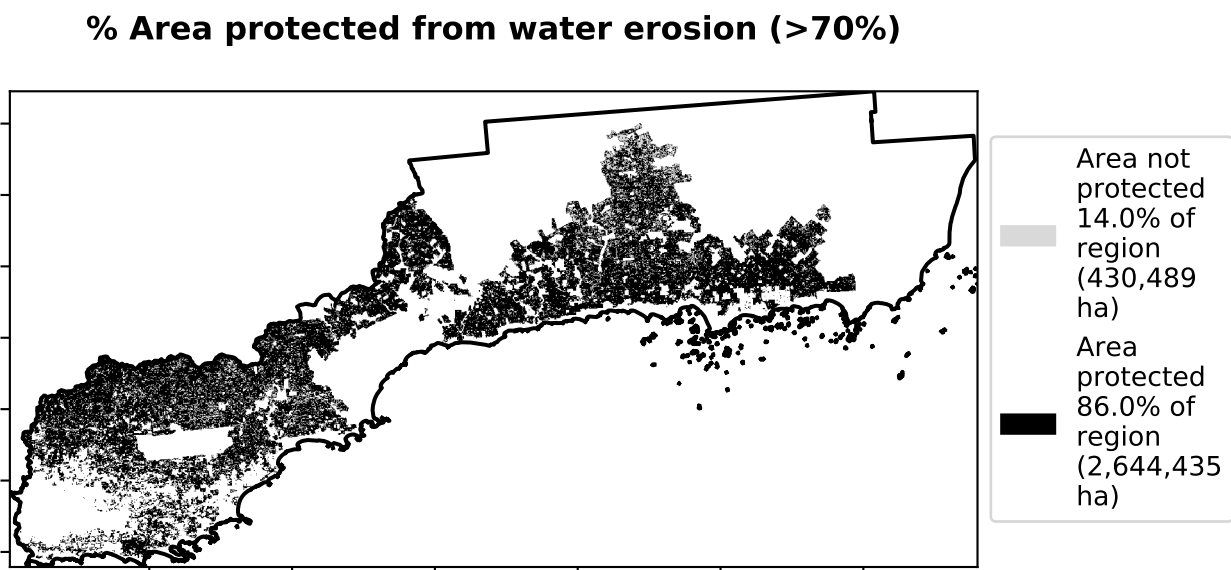 % Area protected from water erosion (>70%)
Area not
protected
14.0% of
region
(430,489
ha)
Area
protected
86.0% of
region
(2,644,435
ha)